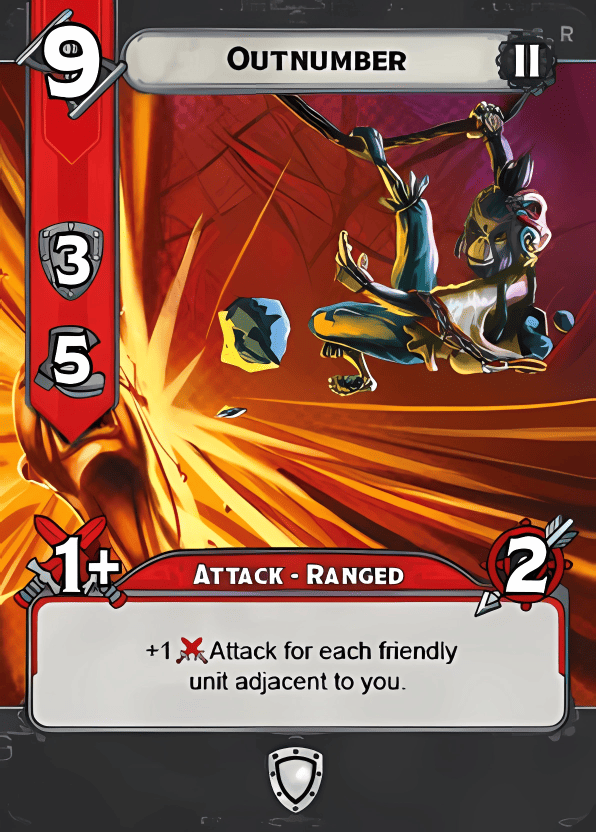 9
OUTNUMBER
II
R
3
5
1+
ATTACK - RANGED
2
+1 Attack for each friendly
unit adjacent to you.